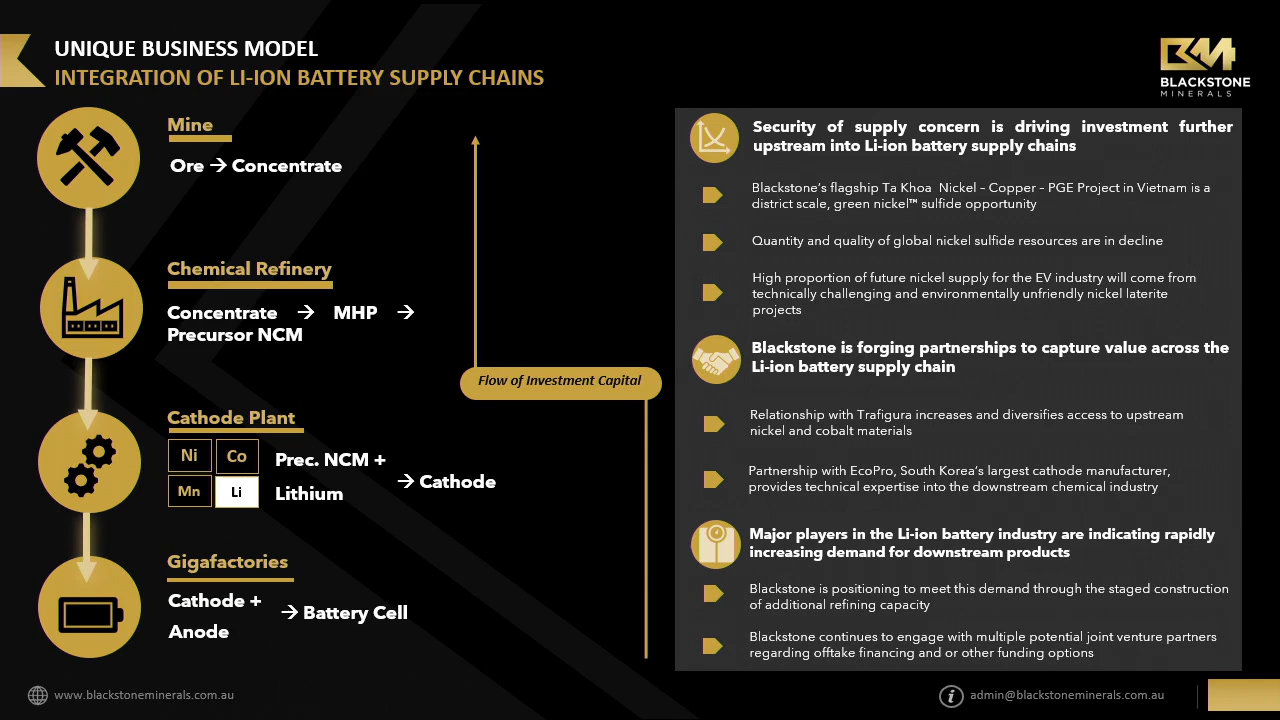 UNIQUE BUSINESS MODEL
INTEGRATION OF LI-ION BATTERY SUPPLY CHAINS
BM
BLACKSTONE
MINERALS
Mine
Ore → Concentrate
Chemical Refinery
Concentrate → MHP →
Precursor NCM
Flow of Investment Capital
Cathode Plant
Ni Co
Mn Li
Prec. NCM +
Lithium
→ Cathode
Gigafactories
Cathode +
Anode
→ Battery Cell
Security of supply concern is driving investment further
upstream into Li-ion battery supply chains
Blackstone’s flagship Ta Khoa Nickel – Copper – PGE Project in Vietnam is a
district scale, green nickel™ sulfide opportunity
Quantity and quality of global nickel sulfide resources are in decline
High proportion of future nickel supply for the EV industry will come from
technically challenging and environmentally unfriendly nickel laterite
projects
Blackstone is forging partnerships to capture value across the
Li-ion battery supply chain
Relationship with Trafigura increases and diversifies access to upstream
nickel and cobalt materials
Partnership with EcoPro, South Korea’s largest cathode manufacturer,
provides technical expertise into the downstream chemical industry
Major players in the Li-ion battery industry are indicating rapidly
increasing demand for downstream products
Blackstone is positioning to meet this demand through the staged construction
of additional refining capacity
Blackstone continues to engage with multiple potential joint venture partners
regarding offtake financing and or other funding options
www.blackstoneminerals.com.au
admin@blackstoneminerals.com.au